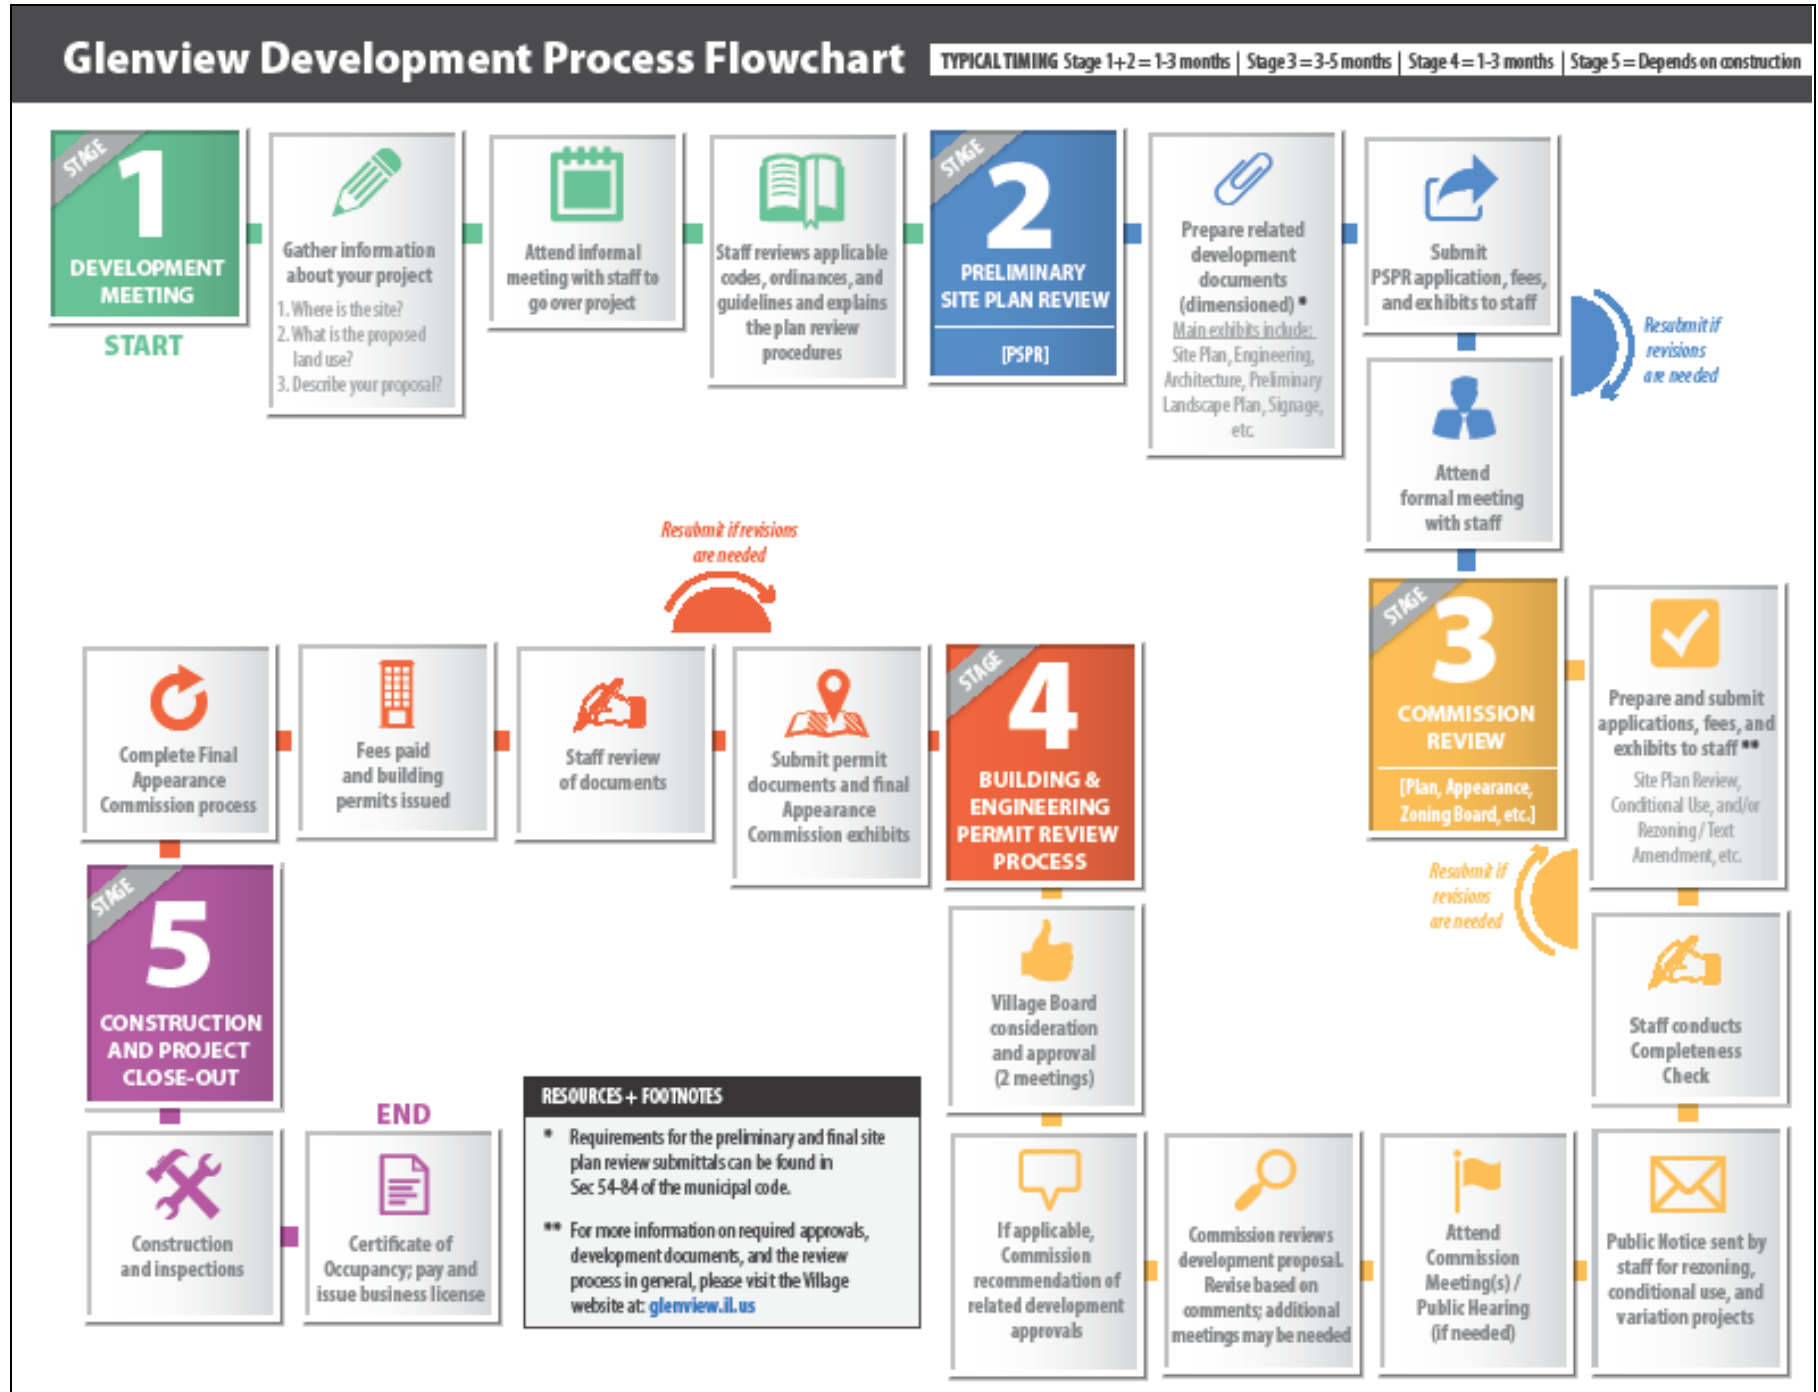 Glenview Development Process Flowchart
TYPICAL TIMING Stage 1+2 = 1-3 months | Stage 3 = 3-5 months | Stage 4 = 1-3 months | Stage 5 = Depends on construction
STAGE
1
DEVELOPMENT
MEETING
START
Gather information
about your project
1. Where is the site?
2. What is the proposed
land use?
3. Describe your proposal?
Attend informal
meeting with staff to
go over project
Staff reviews applicable
codes, ordinances, and
guidelines and explains
the plan review
procedures
STAGE
2
PRELIMINARY
SITE PLAN REVIEW
[PSPR]
Prepare related
development
documents
(dimensioned) *
Main exhibits include:
Site Plan, Engineering,
Architecture, Preliminary
Landscape Plan, Signage,
etc.
Submit
PSPR application, fees,
and exhibits to staff
Resubmit if
revisions
are needed
Attend
formal meeting
with staff
STAGE
3
COMMISSION
REVIEW
[Plan, Appearance,
Zoning Board, etc.]
Prepare and submit
applications, fees, and
exhibits to staff **
Site Plan Review,
Conditional Use, and/or
Rezoning / Text
Amendment, etc.
Resubmit if
revisions
are needed
Staff conducts
Completeness
Check
Public Notice sent by
staff for rezoning,
conditional use, and
variation projects
Attend
Commission
Meeting(s) /
Public Hearing
(if needed)
Commission reviews
development proposal.
Revise based on
comments; additional
meetings may be needed
If applicable,
Commission
recommendation of
related development
approvals
Village Board
consideration
and approval
(2 meetings)
STAGE
4
BUILDING &
ENGINEERING
PERMIT REVIEW
PROCESS
Submit permit
documents and final
Appearance
Commission exhibits
Resubmit if revisions
are needed
Staff review
of documents
Fees paid
and building
permits issued
Complete Final
Appearance
Commission process
STAGE
5
CONSTRUCTION
AND PROJECT
CLOSE-OUT
Construction
and inspections
END
Certificate of
Occupancy; pay and
issue business license
RESOURCES + FOOTNOTES
* Requirements for the preliminary and final site
plan review submittals can be found in
Sec 54-84 of the municipal code.
** For more information on required approvals,
development documents, and the review
process in general, please visit the Village
website at: glenview.il.us